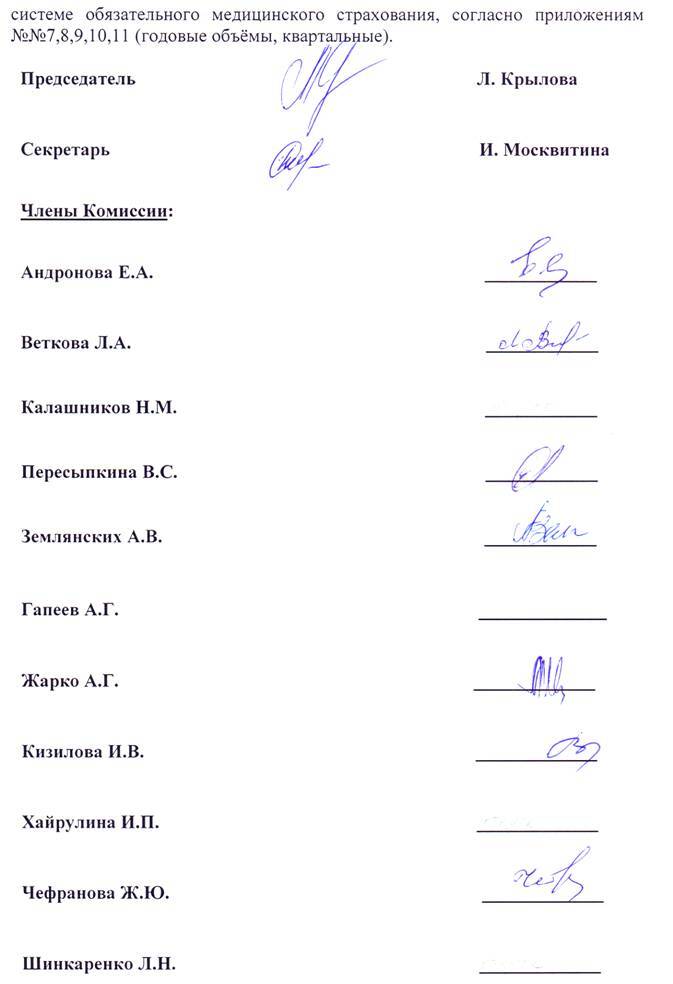 системе обязательного медицинского страхования, согласно приложениям
№№7,8,9,10,11 (годовые объёмы, квартальные).
Председатель Л. Крылова
Секретарь И. Москвитина
Члены Комиссии:
Андронова Е.А.
Веткова Л.А.
Калашников Н.М.
Пересыпкина В.С.
Землянских А.В.
Гапеев А.Г.
Жарко А.Г.
Кизилова И.В.
Хайрулина И.П.
Чефранова Ж.Ю.
Шинкаренко Л.Н.